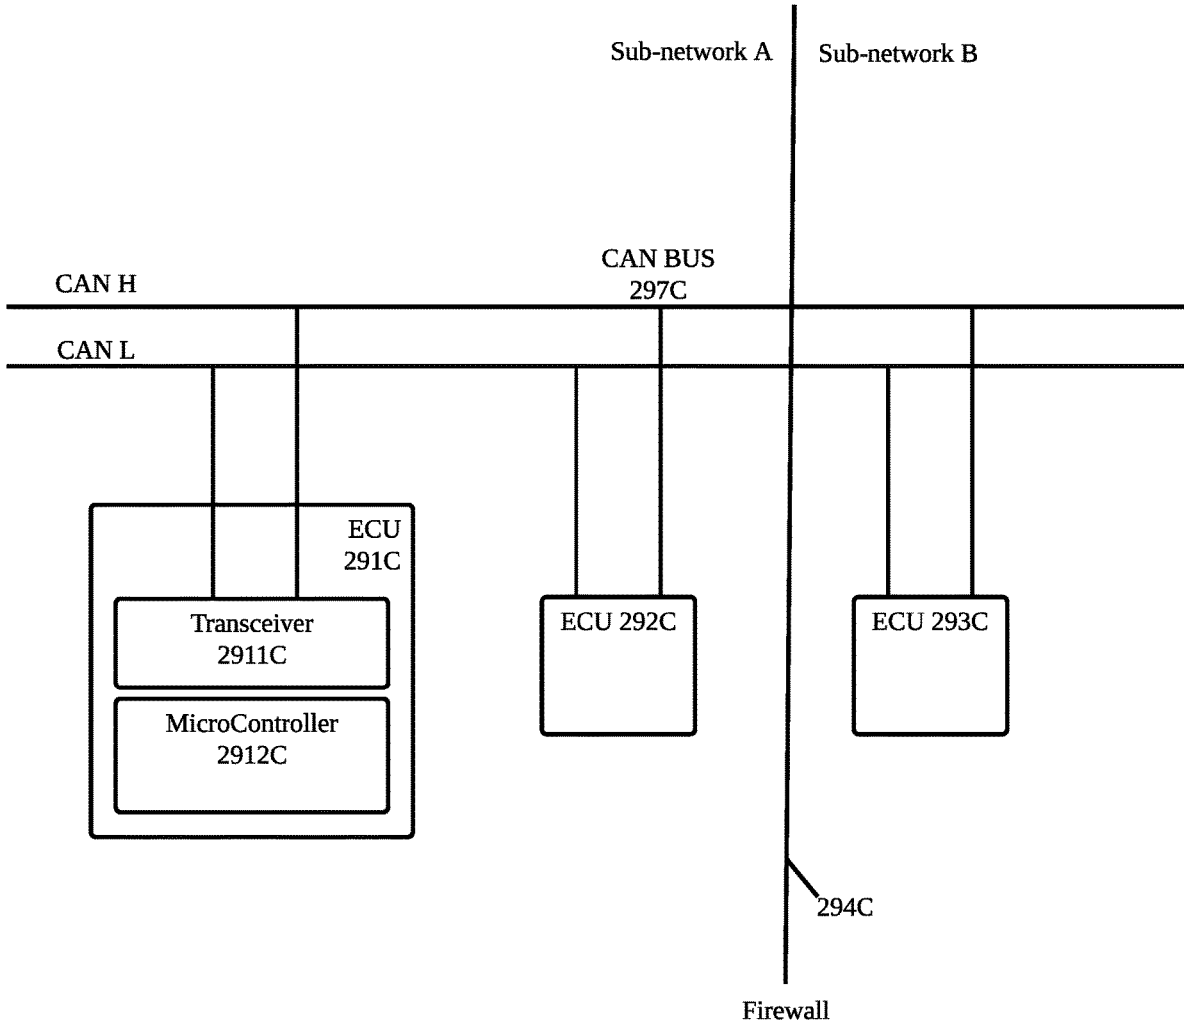 Sub-network A
Sub-network B
CAN BUS
297C
CAN H
CAN L
ECU
291C
Transceiver
2911C
MicroController
2912C
ECU 292C
ECU 293C
294C
Firewall